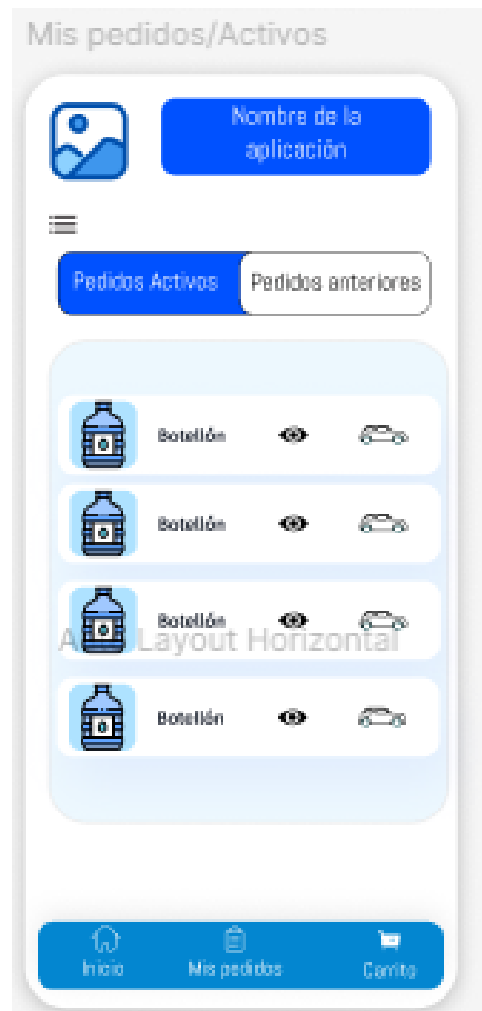 Mis pedidos/Activos
Nombre de la
aplicación
Pedidos Activos
Pedidos anteriores
Botellón
Botellón
Botellón
Layout Horizontal
Botellón
Inicio
Mis pedidos
Carrito